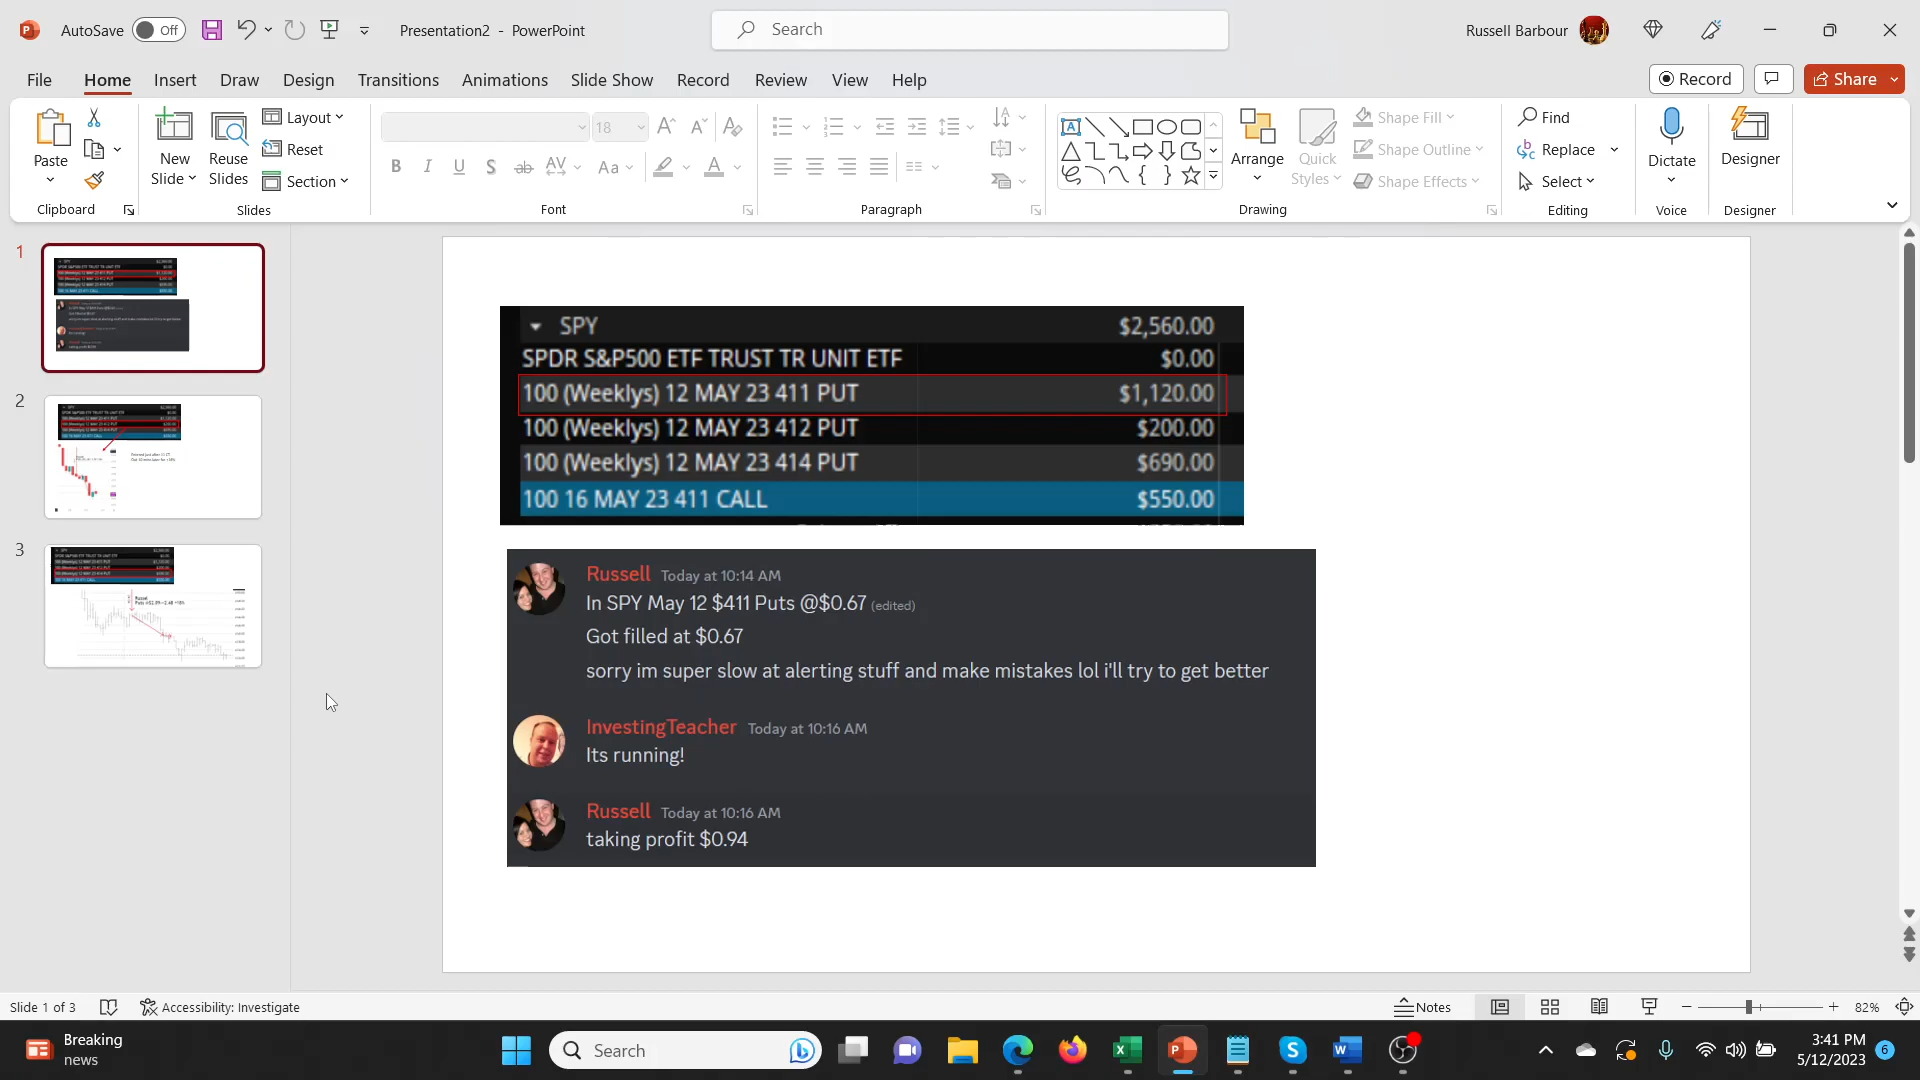 AutoSave Off Presentation2 - PowerPoint Search Russell Barbour
File Home Insert Draw Design Transitions Animations Slide Show Record Review View Help Record Share
Paste
New Slide
Reuse Slides
Layout
Reset
Section
18
Aa
Arrange
Quick Styles
Shape Fill
Shape Outline
Shape Effects
Find
Replace
Select
Dictate
Designer
Clipboard Slides Font Paragraph Drawing Editing Voice Designer
1
2
3
SPY $2,560.00
SPDR S&P500 ETF TRUST TR UNIT ETF $0.00
100 (Weeklys) 12 MAY 23 411 PUT $1,120.00
100 (Weeklys) 12 MAY 23 412 PUT $200.00
100 (Weeklys) 12 MAY 23 414 PUT $690.00
100 16 MAY 23 411 CALL $550.00
Russell Today at 10:14 AM
In SPY May 12 $411 Puts @$0.67 (edited)
Got filled at $0.67
sorry im super slow at alerting stuff and make mistakes lol i'll try to get better
InvestingTeacher Today at 10:16 AM
Its running!
Russell Today at 10:16 AM
taking profit $0.94
Slide 1 of 3 Accessibility: Investigate Notes 82%
Breaking
news
Search
3:41 PM
5/12/2023
6